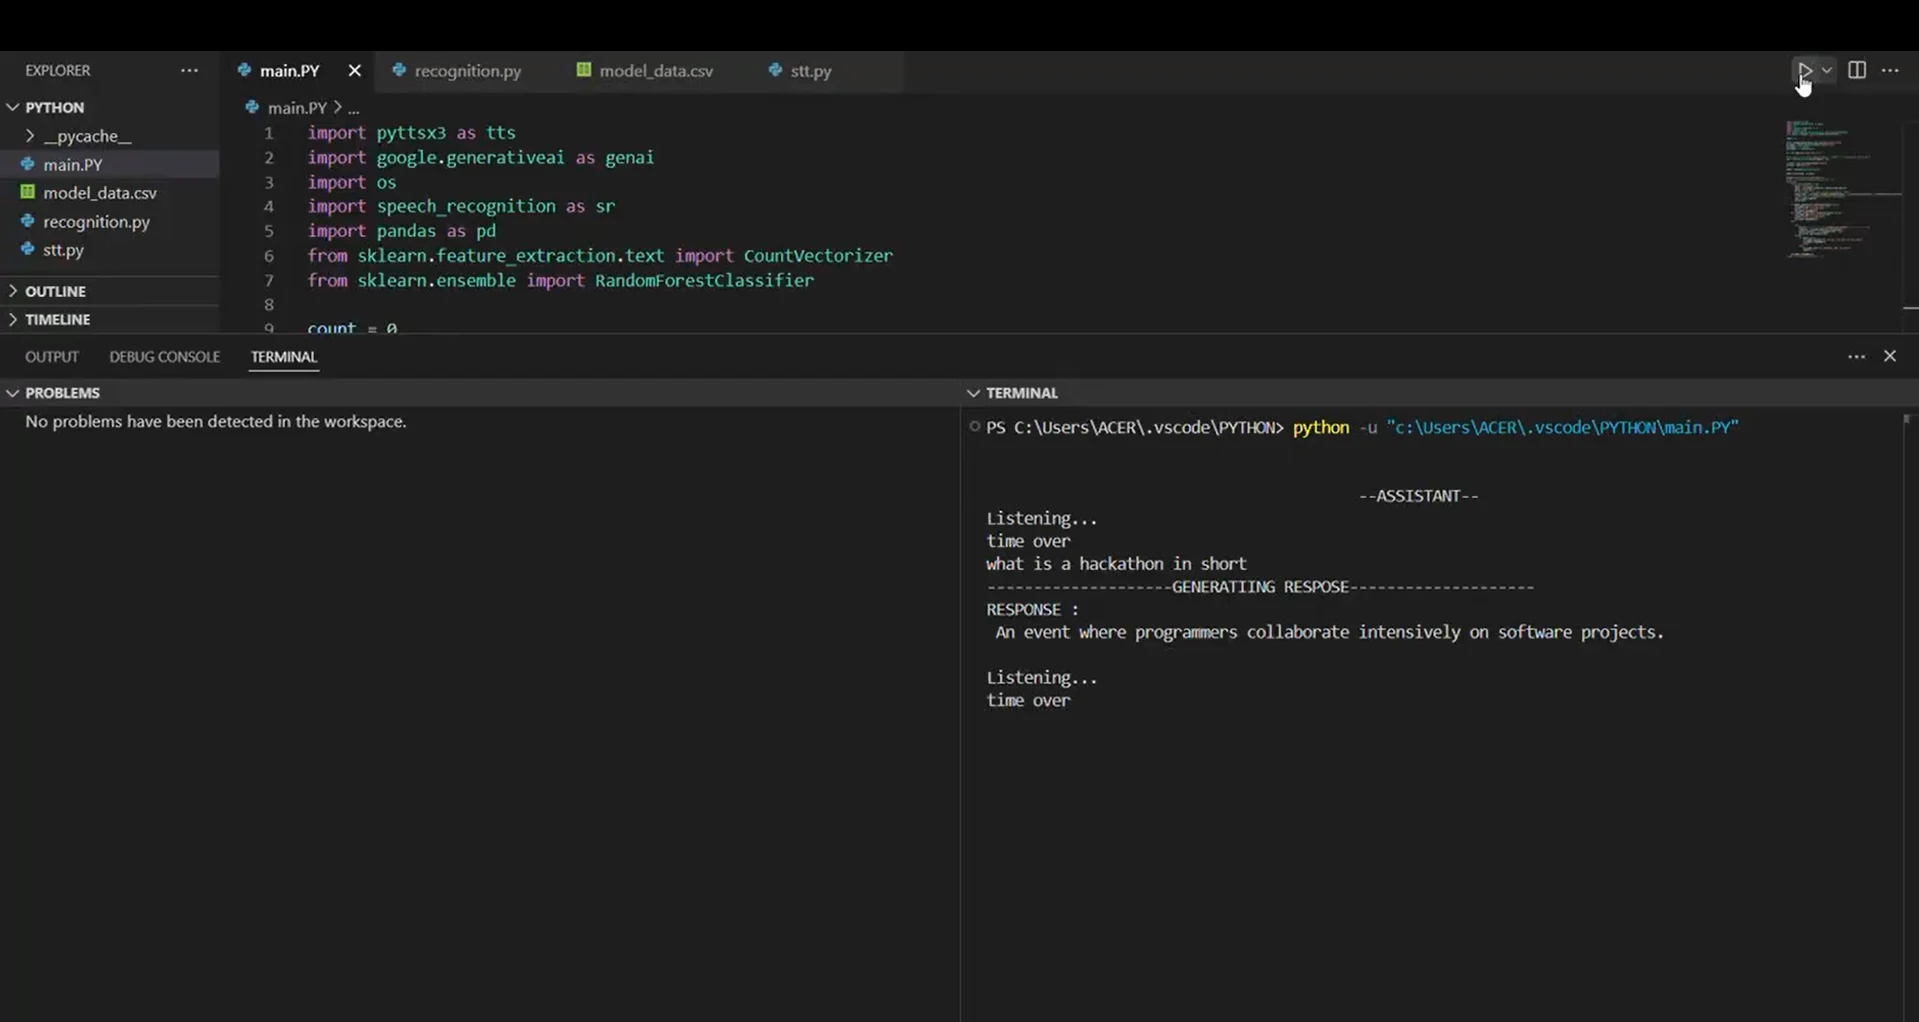 EXPLORER ...
main.PY
recognition.py
model_data.csv
stt.py
PYTHON
__pycache__
main.PY
model_data.csv
recognition.py
stt.py
OUTLINE
TIMELINE
main.PY > ...
1 import pyttsx3 as tts
2 import google.generativeai as genai
3 import os
4 import speech_recognition as sr
5 import pandas as pd
6 from sklearn.feature_extraction.text import CountVectorizer
7 from sklearn.ensemble import RandomForestClassifier
8
9 count = 0
OUTPUT DEBUG CONSOLE TERMINAL
PROBLEMS
No problems have been detected in the workspace.
TERMINAL
PS C:\Users\ACER\.vscode\PYTHON> python -u "c:\Users\ACER\.vscode\PYTHON\main.PY"
--ASSISTANT--
Listening...
time over
what is a hackathon in short
--------------------GENERATIING RESPOSE--------------------
RESPONSE :
An event where programmers collaborate intensively on software projects.
Listening...
time over